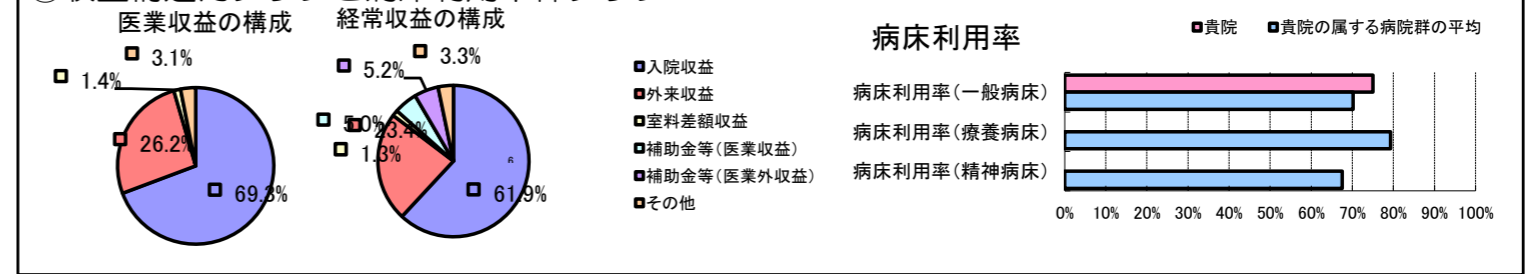 医業収益の構成
経常収益の構成
3.1%
1.4%
26.2%
69.3%
3.3%
5.2%
5.0%
23.4%
1.3%
61.9%
入院収益
外来収益
室料差額収益
補助金等(医業収益)
補助金等(医業外収益)
その他
病床利用率
貴院
貴院の属する病院群の平均
病床利用率(一般病床)
病床利用率(療養病床)
病床利用率(精神病床)
0% 10% 20% 30% 40% 50% 60% 70% 80% 90% 100%